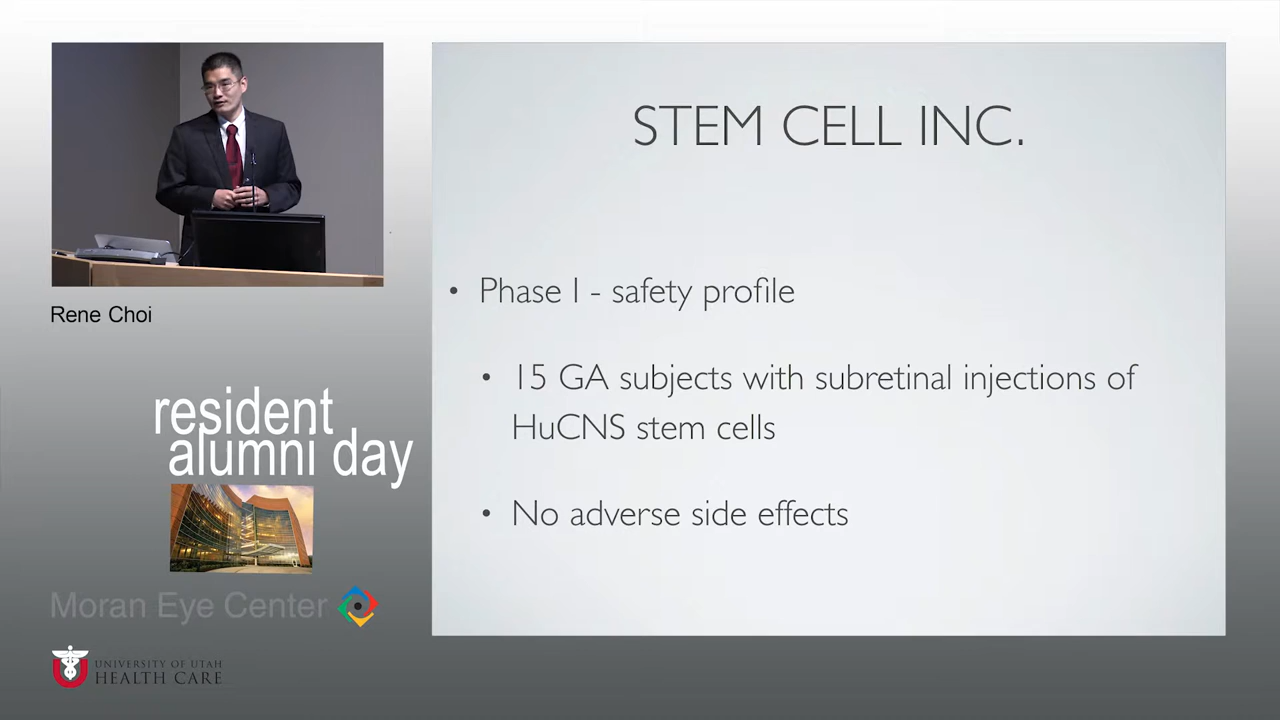 STEM CELL INC.
• Phase I - safety profile
• 15 GA subjects with subretinal injections of
HuCNS stem cells
• No adverse side effects
Rene Choi
resident
alumni day
Moran Eye Center
UNIVERSITY OF UTAH
HEALTH CARE